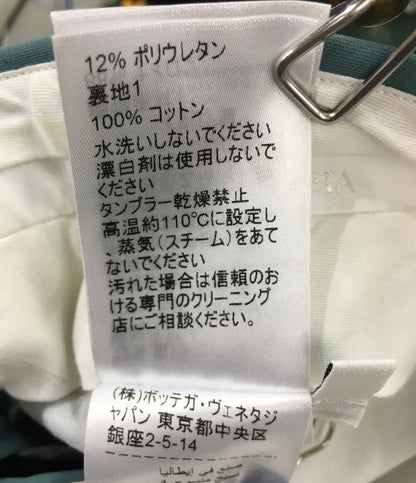 12% ポリウレタン
裏地1
100% コットン
水洗いしないでください
漂白剤は使用しないで
ください
タンブラー乾燥禁止
高温約110℃に設定し
、蒸気(スチーム)をあて
ないでください
汚れた場合は信頼のお
ける専門のクリーニング
店にご相談ください。
(株)ボッテガ・ヴェネタジ
ャパン 東京都中央区
銀座2-5-14
صنع في إيطاليا